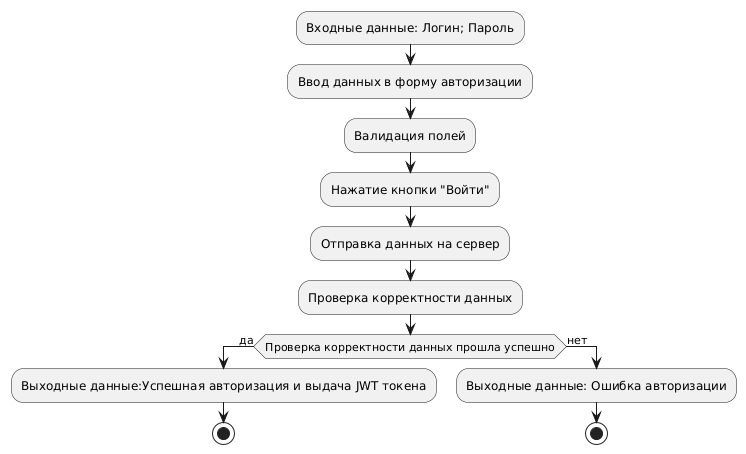 Входные данные: Логин; Пароль
Ввод данных в форму авторизации
Валидация полей
Нажатие кнопки "Войти"
Отправка данных на сервер
Проверка корректности данных
да
Проверка корректности данных прошла успешно
нет
Выходные данные:Успешная авторизация и выдача JWT токена
Выходные данные: Ошибка авторизации